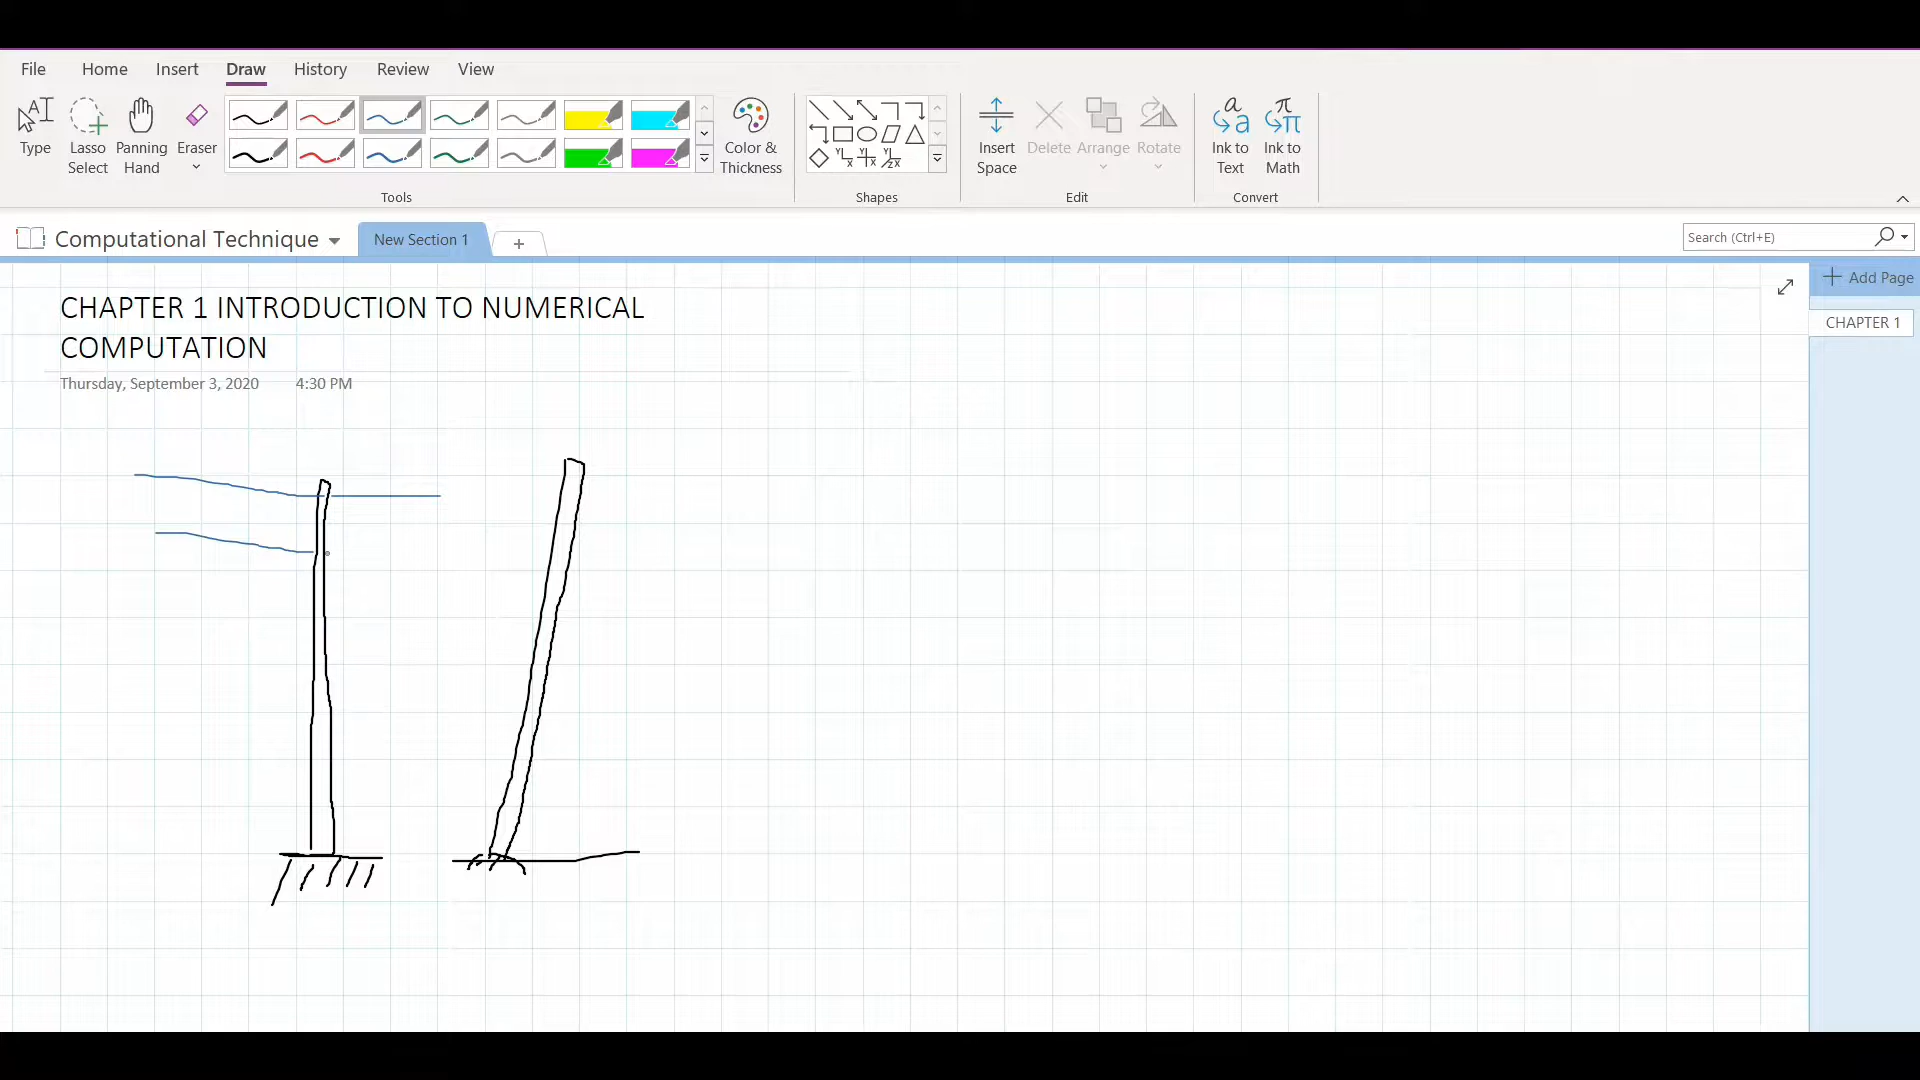 File Home Insert Draw History Review View
Type
Lasso Select
Panning Hand
Eraser
Color & Thickness
Insert Space
Delete
Arrange
Rotate
Ink to Text
Ink to Math
Tools
Shapes
Edit
Convert
Computational Technique
New Section 1
+
Search (Ctrl+E)
Add Page
CHAPTER 1
CHAPTER 1 INTRODUCTION TO NUMERICAL
COMPUTATION
Thursday, September 3, 2020 4:30 PM